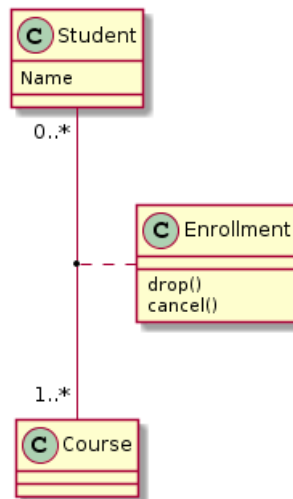 C Student
Name
0..*
C Enrollment
drop()
cancel()
1..*
C Course